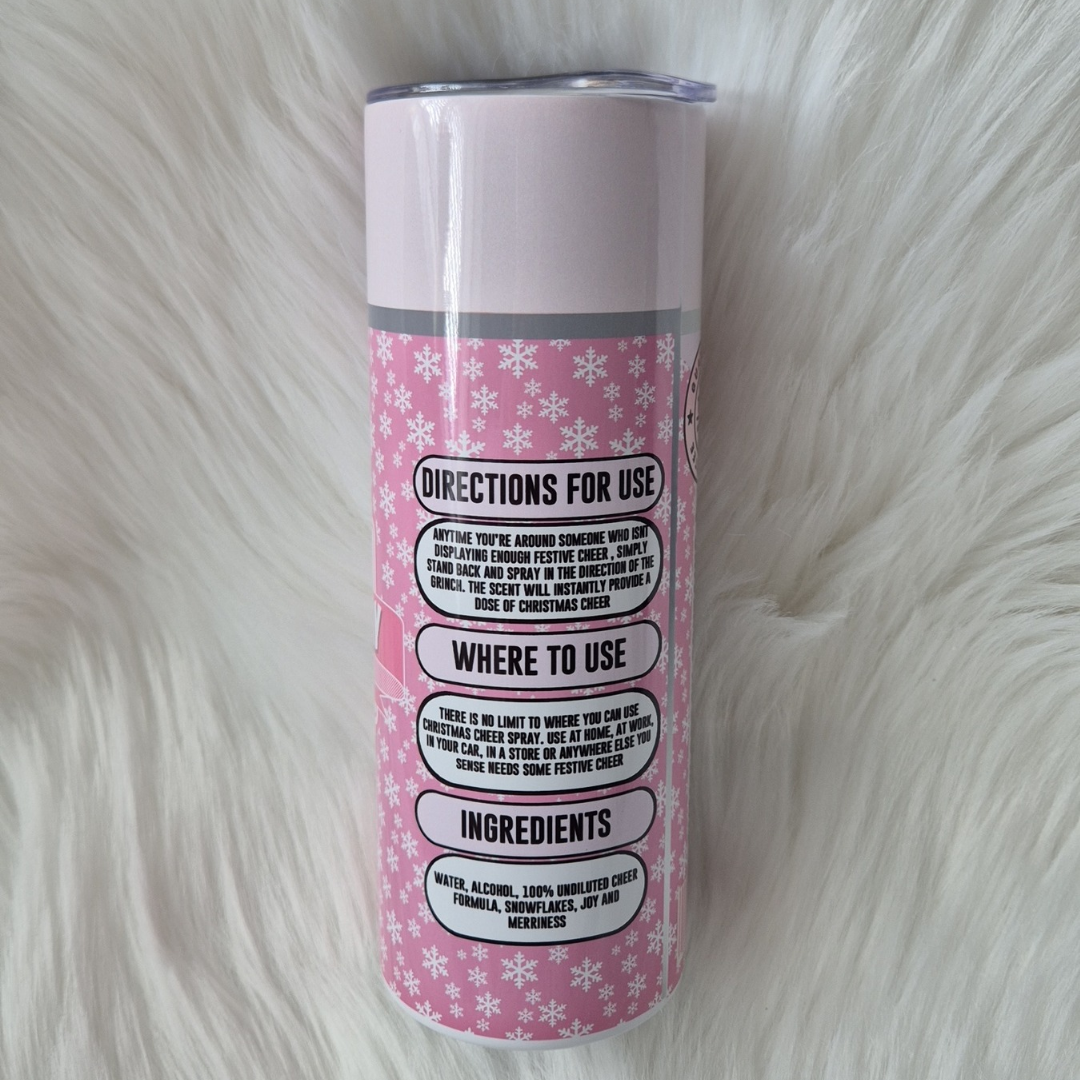 DIRECTIONS FOR USE
ANYTIME YOU'RE AROUND SOMEONE WHO ISNT
DISPLAYING ENOUGH FESTIVE CHEER , SIMPLY
STAND BACK AND SPRAY IN THE DIRECTION OF THE
GRINCH. THE SCENT WILL INSTANTLY PROVIDE A
DOSE OF CHRISTMAS CHEER
WHERE TO USE
THERE IS NO LIMIT TO WHERE YOU CAN USE
CHRISTMAS CHEER SPRAY. USE AT HOME, AT WORK,
IN YOUR CAR, IN A STORE OR ANYWHERE ELSE YOU
SENSE NEEDS SOME FESTIVE CHEER
INGREDIENTS
WATER, ALCOHOL, 100% UNDILUTED CHEER
FORMULA, SNOWFLAKES, JOY AND
MERRINESS